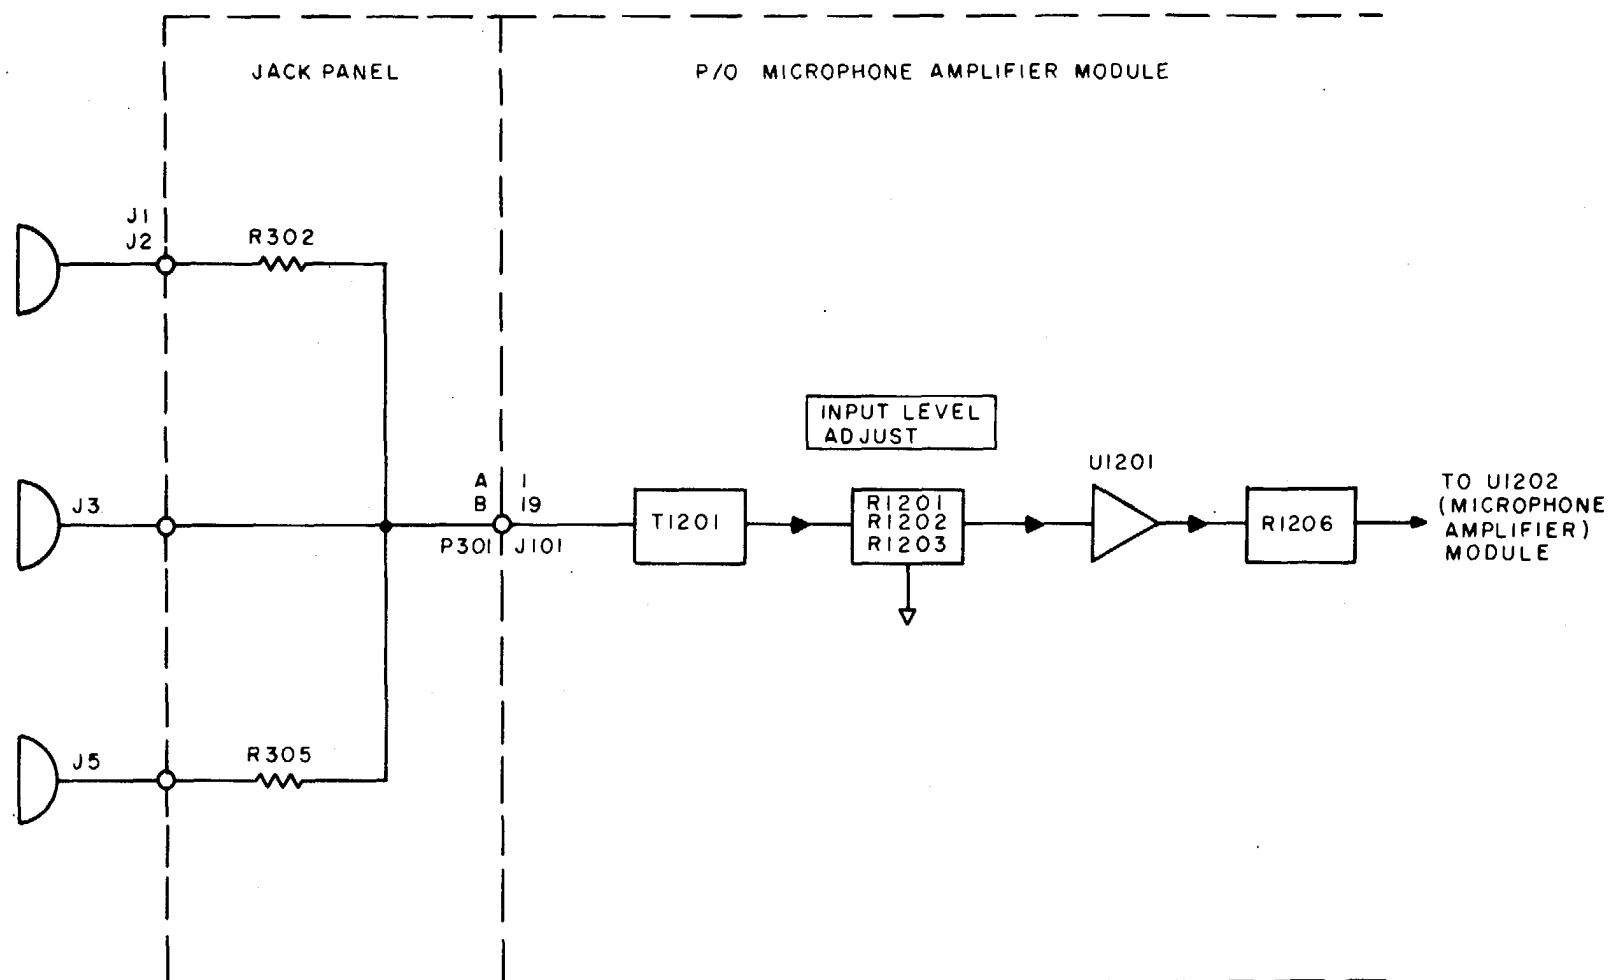 JACK PANEL
P/O MICROPHONE AMPLIFIER MODULE
J1
J2
R302
INPUT LEVEL
ADJUST
J3
A 1
B 19
P301 J101
T1201
R1201
R1202
R1203
U1201
R1206
TO U1202
(MICROPHONE
AMPLIFIER)
MODULE
J5
R305